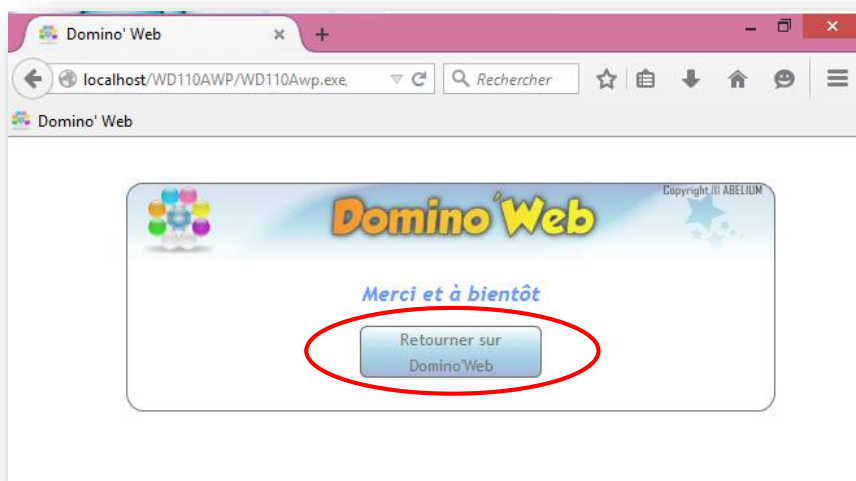 Domino' Web
localhost/WD110AWP/WD110Awp.exe
Rechercher
Domino' Web
Copyright (c) ABELIUM
Domino'Web
Merci et à bientôt
Retourner sur
Domino'Web